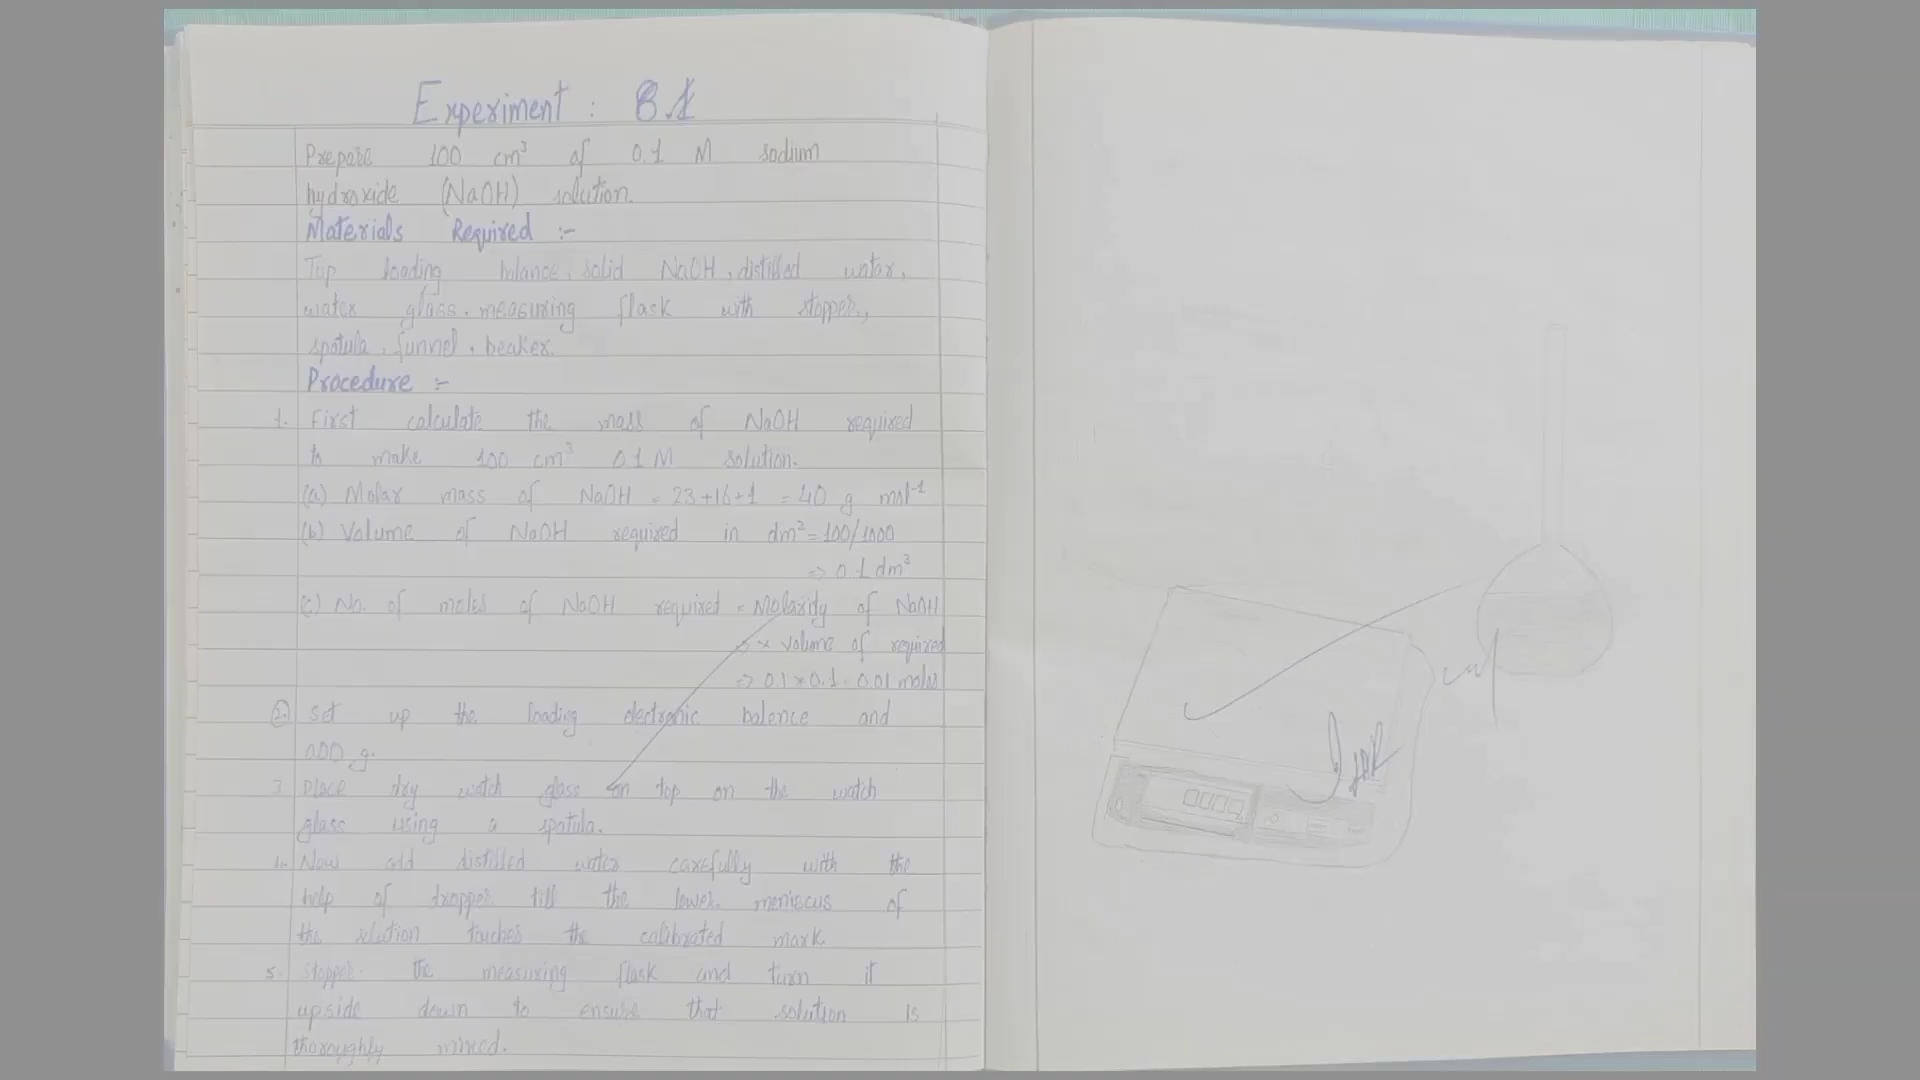 Experiment : 8.1
Prepare 100 cm³ of 0.1 M sodium
hydroxide (NaOH) solution.
Materials Required :-
Top loading balance, solid NaOH, distilled water,
water glass, measuring flask with stopper,
spatula, funnel, beaker.
Procedure :-
1. First calculate the mass of NaOH required
to make 100 cm³ 0.1 M solution.
(a) Molar mass of NaOH = 23+16+1 = 40 g mol⁻¹
(b) Volume of NaOH required in dm³ = 100/1000
=> 0.1 dm³
(c) No. of moles of NaOH required = Molarity of NaOH
=> × volume of required
=> 0.1 × 0.1 = 0.01 moles
2. set up the loading electronic balence and
g.
3. Place dry watch glass on top on the watch
glass using a spatula.
4. Now add distilled water carefully with the
help of dropper till the lower meniscus of
the solution touches the calibrated mark
5. stopper the measuring flask and turn it
upside down to ensure that solution is
thoroughly mixed.